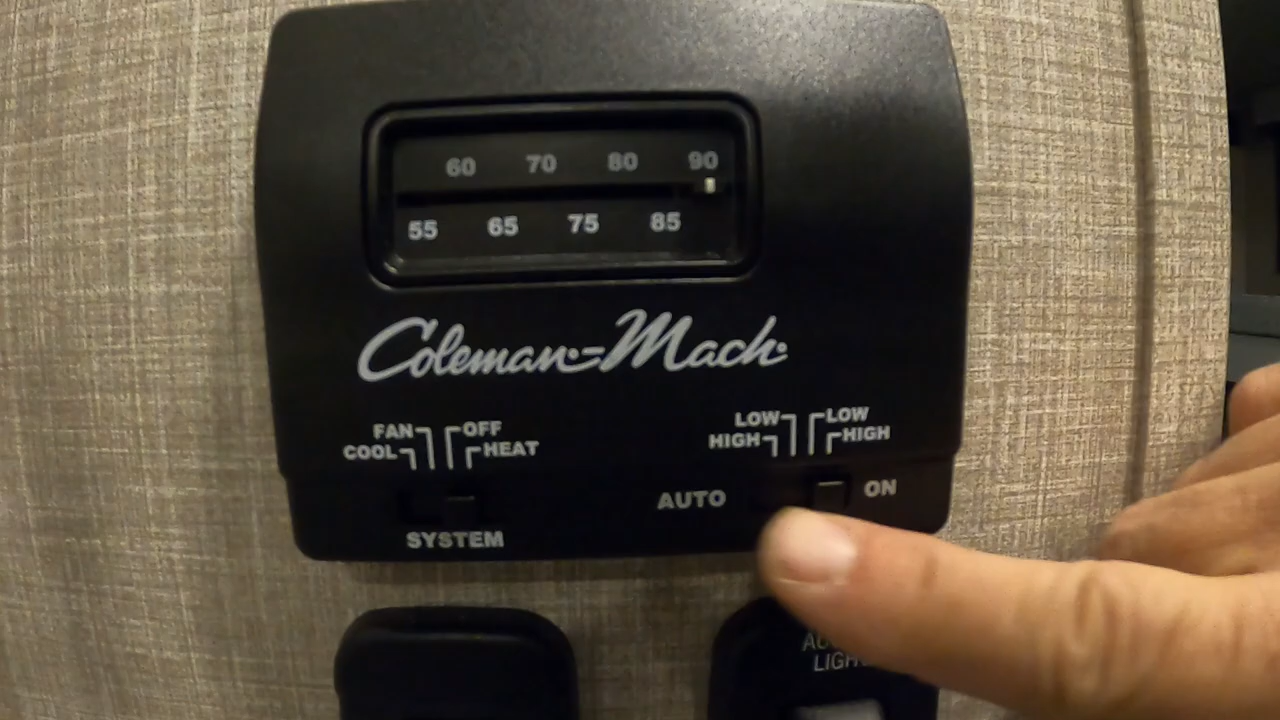 60 70 80 90
55 65 75 85
Coleman-Mach
FAN OFF
COOL HEAT
LOW LOW
HIGH HIGH
AUTO ON
SYSTEM